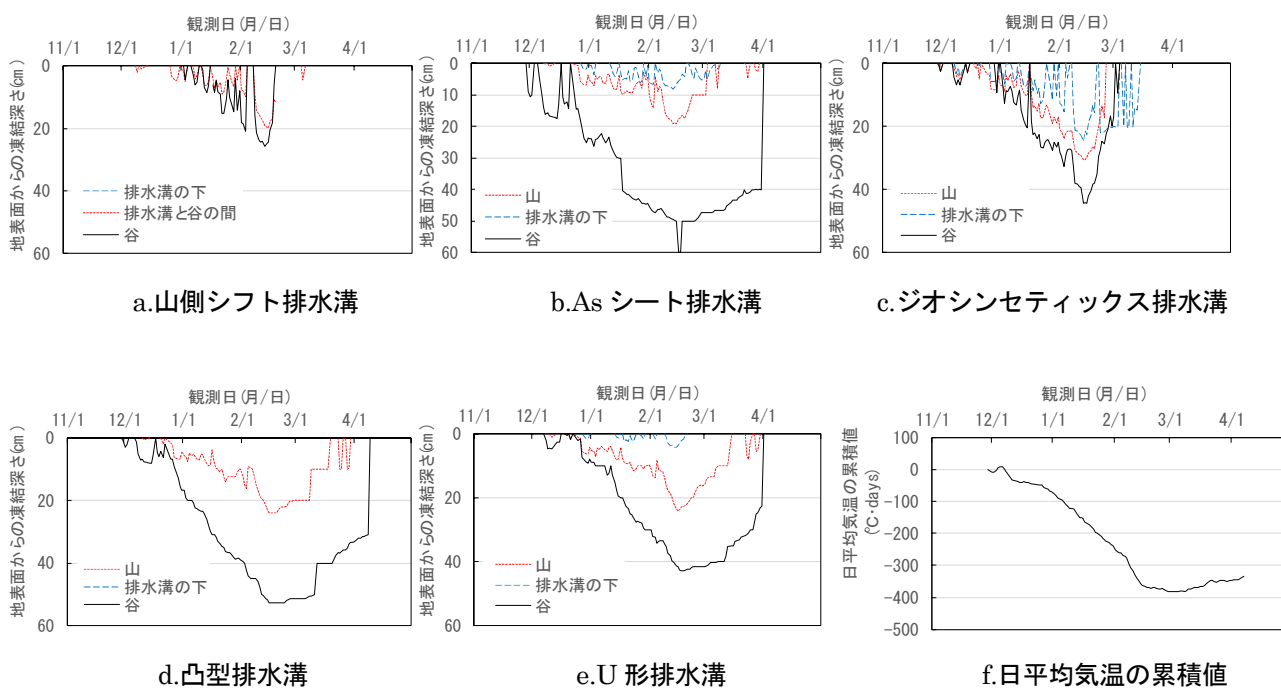 観測日(月/日)
11/1 12/1 1/1 2/1 3/1 4/1
0
20
40
60
地表面からの凍結深さ(cm)
排水溝の下
排水溝と谷の間
谷
a.山側シフト排水溝
観測日(月/日)
11/1 12/1 1/1 2/1 3/1 4/1
0
10
20
30
40
50
60
地表面からの凍結深さ(cm)
山
排水溝の下
谷
b.As シート排水溝
観測日(月/日)
11/1 12/1 1/1 2/1 3/1 4/1
0
20
40
60
地表面からの凍結深さ(cm)
山
排水溝の下
谷
c.ジオシンセティックス排水溝
観測日(月/日)
11/1 12/1 1/1 2/1 3/1 4/1
0
20
40
60
地表面からの凍結深さ(cm)
山
排水溝の下
谷
d.凸型排水溝
観測日(月/日)
11/1 12/1 1/1 2/1 3/1 4/1
0
20
40
60
地表面からの凍結深さ(cm)
山
排水溝の下
谷
e.U 形排水溝
観測日(月/日)
11/1 12/1 1/1 2/1 3/1 4/1
100
0
-100
-200
-300
-400
-500
日平均気温の累積値
(℃・days)
f.日平均気温の累積値